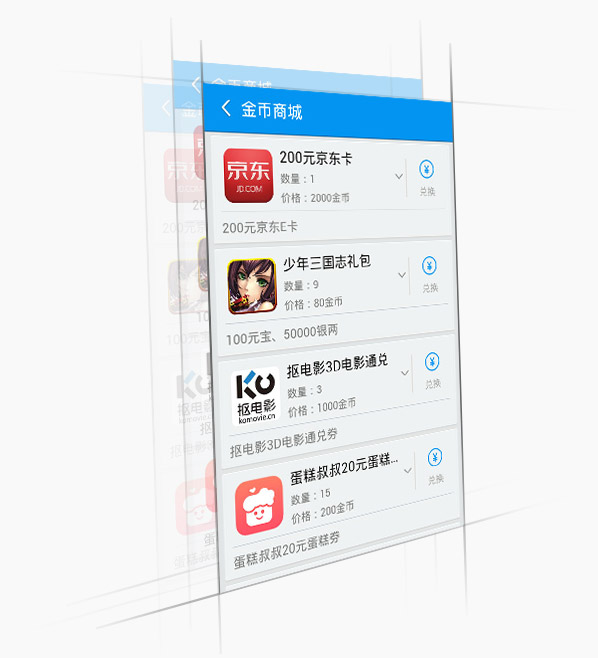 金币商城
京东
JD.COM
200元京东卡
数量：1
价格：2000金币
兑换
200元京东E卡
少年三国志礼包
数量：9
价格：80金币
兑换
100元宝、50000银两
抠电影3D电影通兑
数量：3
价格：1000金币
兑换
抠电影
komovie.cn
抠电影3D电影通兑券
蛋糕叔叔20元蛋糕...
数量：15
价格：200金币
兑换
蛋糕叔叔20元蛋糕券